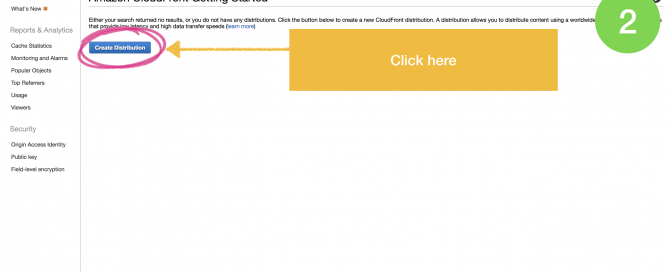 What's New
Amazon CloudFront Getting Started
Reports & Analytics
Either your search returned no results, or you do not have any distributions. Click the button below to create a new CloudFront distribution. A distribution allows you to distribute content using a worldwide
that provide low latency and high data transfer speeds (learn more)
Cache Statistics
Monitoring and Alarms
Popular Objects
Top Referrers
Usage
Viewers
Security
Origin Access Identity
Public key
Field-level encryption
Create Distribution
Click here
2